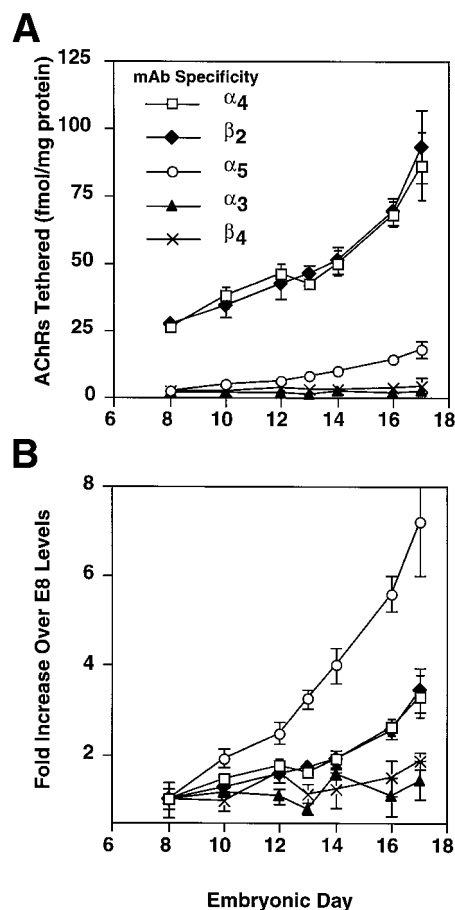 A
AChRs Tethered (fmol/mg protein)
125
100
75
50
25
0
mAb Specificity
α4
β2
α5
α3
β4
6 8 10 12 14 16 18
B
Fold Increase Over E8 Levels
8
6
4
2
6 8 10 12 14 16 18
Embryonic Day